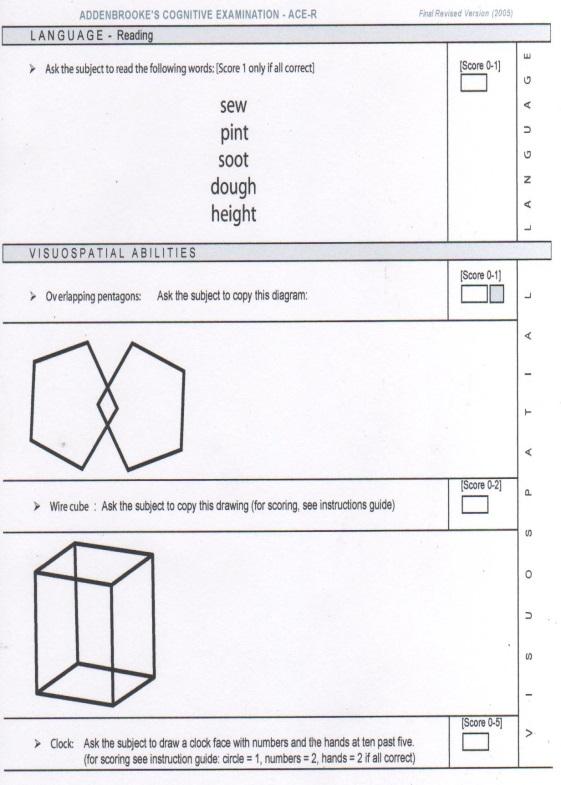 ADDENBROOKE'S COGNITIVE EXAMINATION - ACE-R Final Revised Version (2005)
LANGUAGE - Reading
➢ Ask the subject to read the following words: [Score 1 only if all correct]
[Score 0-1]
sew
pint
soot
dough
height
LANGUAGE
VISUOSPATIAL ABILITIES
➢ Overlapping pentagons: Ask the subject to copy this diagram:
[Score 0-1]
➢ Wire cube : Ask the subject to copy this drawing (for scoring, see instructions guide)
[Score 0-2]
➢ Clock: Ask the subject to draw a clock face with numbers and the hands at ten past five.
(for scoring see instruction guide: circle = 1, numbers = 2, hands = 2 if all correct)
[Score 0-5]
VISUOSPATIAL